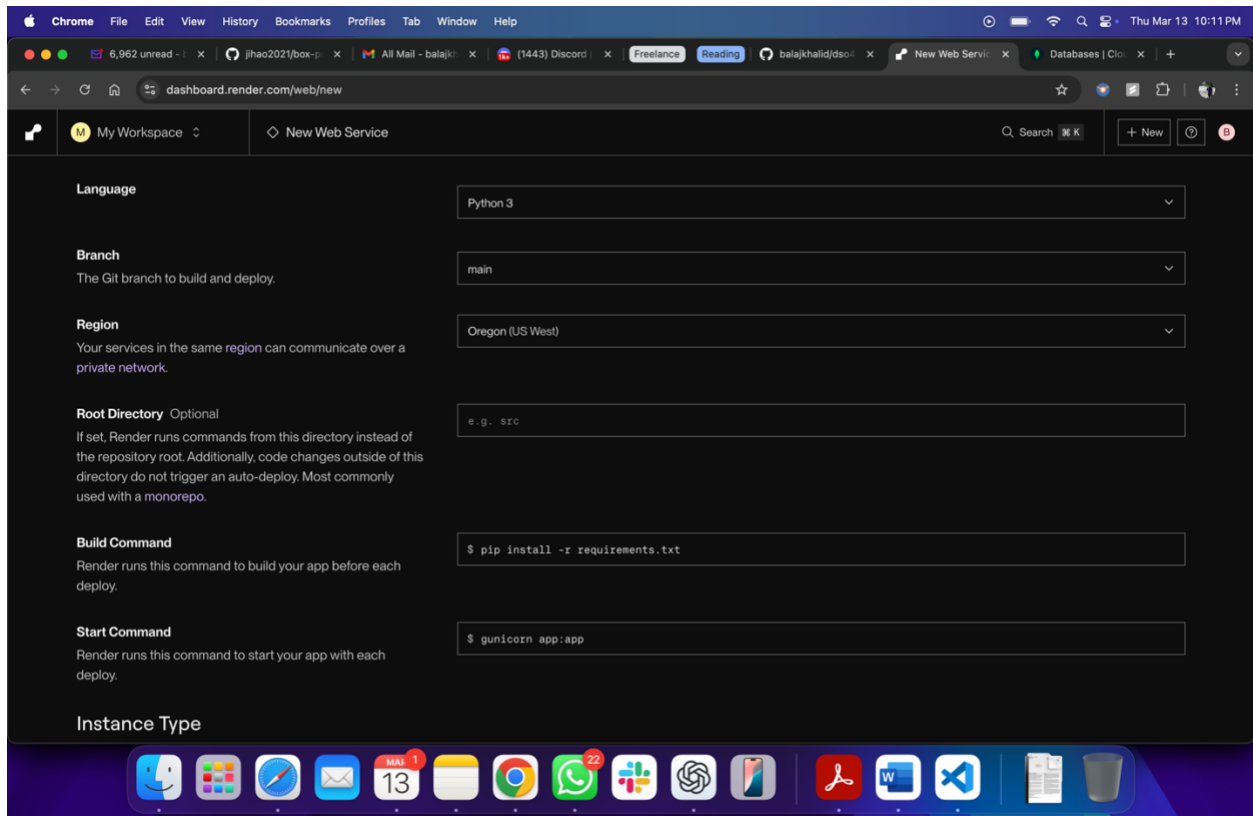 Chrome File Edit View History Bookmarks Profiles Tab Window Help Thu Mar 13 10:11 PM
6,962 unread - jihao2021/box-p All Mail - balajkh (1443) Discord | Freelance Reading balajkhalid/dso4 New Web Servic Databases | Clo
dashboard.render.com/web/new
M My Workspace New Web Service Search ⌘ K + New B
Language
Python 3
Branch
The Git branch to build and deploy.
main
Region
Your services in the same region can communicate over a
private network.
Oregon (US West)
Root Directory Optional
If set, Render runs commands from this directory instead of
the repository root. Additionally, code changes outside of this
directory do not trigger an auto-deploy. Most commonly
used with a monorepo.
e.g. src
Build Command
Render runs this command to build your app before each
deploy.
$ pip install -r requirements.txt
Start Command
Render runs this command to start your app with each
deploy.
$ gunicorn app:app
Instance Type
MAR 1
13
22
W